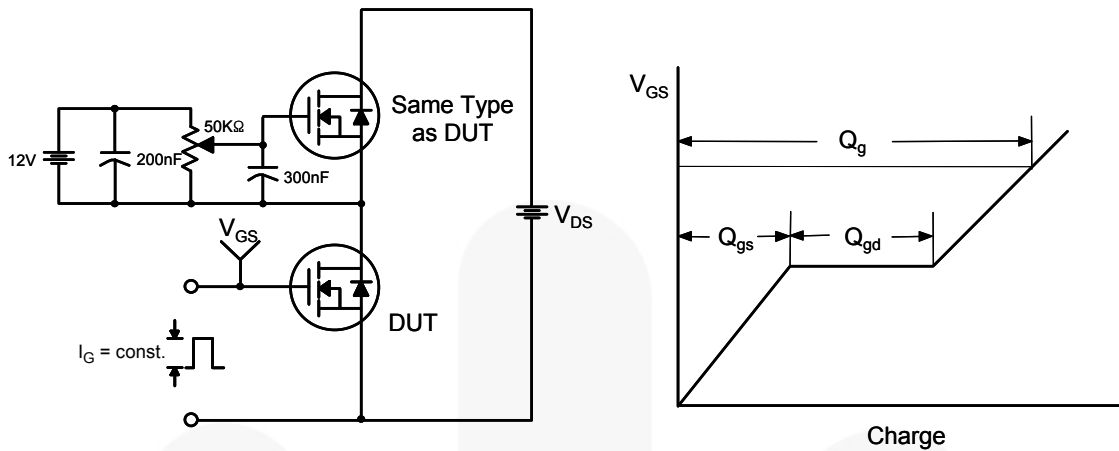 Same Type
as DUT
50KΩ
12V
200nF
300nF
V_GS
V_DS
DUT
I_G = const.
V_GS
Q_g
Q_gs
Q_gd
Charge